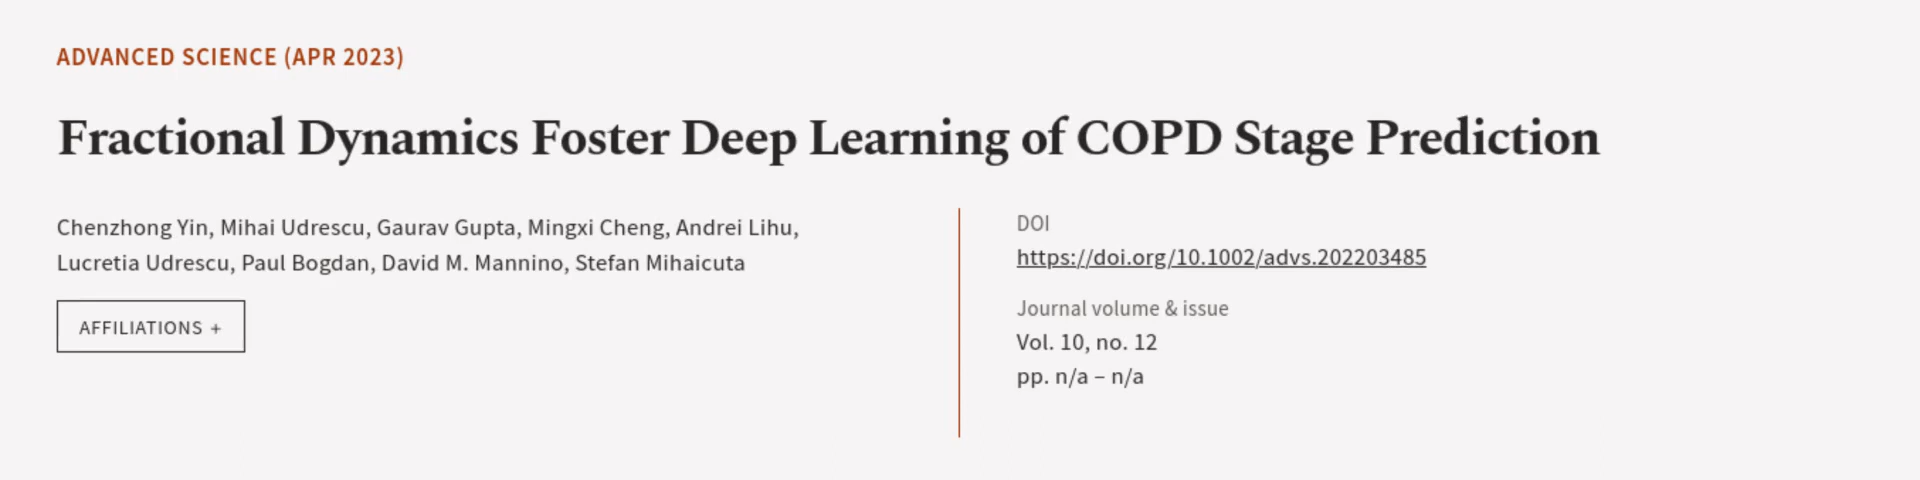 ADVANCED SCIENCE (APR 2023)
Fractional Dynamics Foster Deep Learning of COPD Stage Prediction
Chenzhong Yin, Mihai Udrescu, Gaurav Gupta, Mingxi Cheng, Andrei Lihu,
Lucretia Udrescu, Paul Bogdan, David M. Mannino, Stefan Mihaicuta
AFFILIATIONS +
DOI
https://doi.org/10.1002/advs.202203485
Journal volume & issue
Vol. 10, no. 12
pp. n/a – n/a